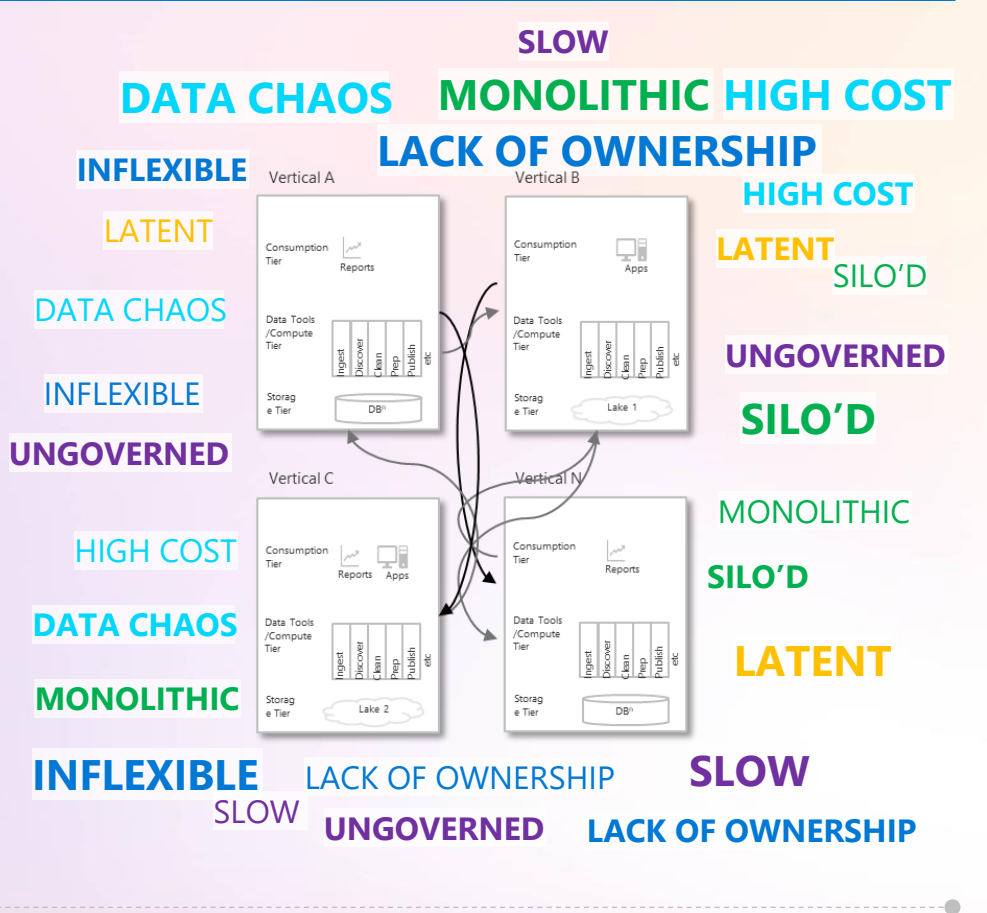 SLOW
DATA CHAOS
MONOLITHIC
HIGH COST
LACK OF OWNERSHIP
INFLEXIBLE
Vertical A
Vertical B
HIGH COST
LATENT
LATENT
SILO’D
DATA CHAOS
UNGOVERNED
INFLEXIBLE
SILO’D
UNGOVERNED
Consumption
Tier
Reports
Data Tools
/Compute
Tier
Ingest
Discover
Clean
Prep
Publish
etc
Storag
e Tier
DBⁿ
Consumption
Tier
Apps
Data Tools
/Compute
Tier
Ingest
Discover
Clean
Prep
Publish
etc
Storag
e Tier
Lake 1
Vertical C
Vertical N
MONOLITHIC
HIGH COST
SILO’D
DATA CHAOS
LATENT
MONOLITHIC
Consumption
Tier
Reports
Apps
Data Tools
/Compute
Tier
Ingest
Discover
Clean
Prep
Publish
etc
Storag
e Tier
Lake 2
Consumption
Tier
Reports
Data Tools
/Compute
Tier
Ingest
Discover
Clean
Prep
Publish
etc
Storag
e Tier
DBⁿ
INFLEXIBLE
LACK OF OWNERSHIP
SLOW
SLOW
UNGOVERNED
LACK OF OWNERSHIP